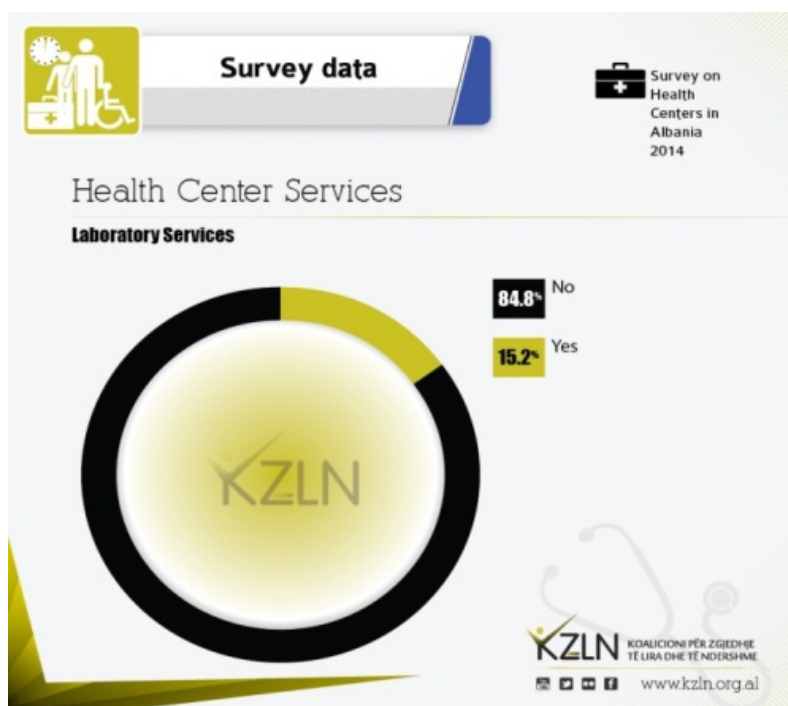 Survey data
Survey on
Health
Centers in
Albania
2014
Health Center Services
Laboratory Services
84.8% No
15.2% Yes
KZLN
KZLN
KOALICIONI PËR ZGJEDHJE
TË LIRA DHE TË NDERSHME
www.kzln.org.al